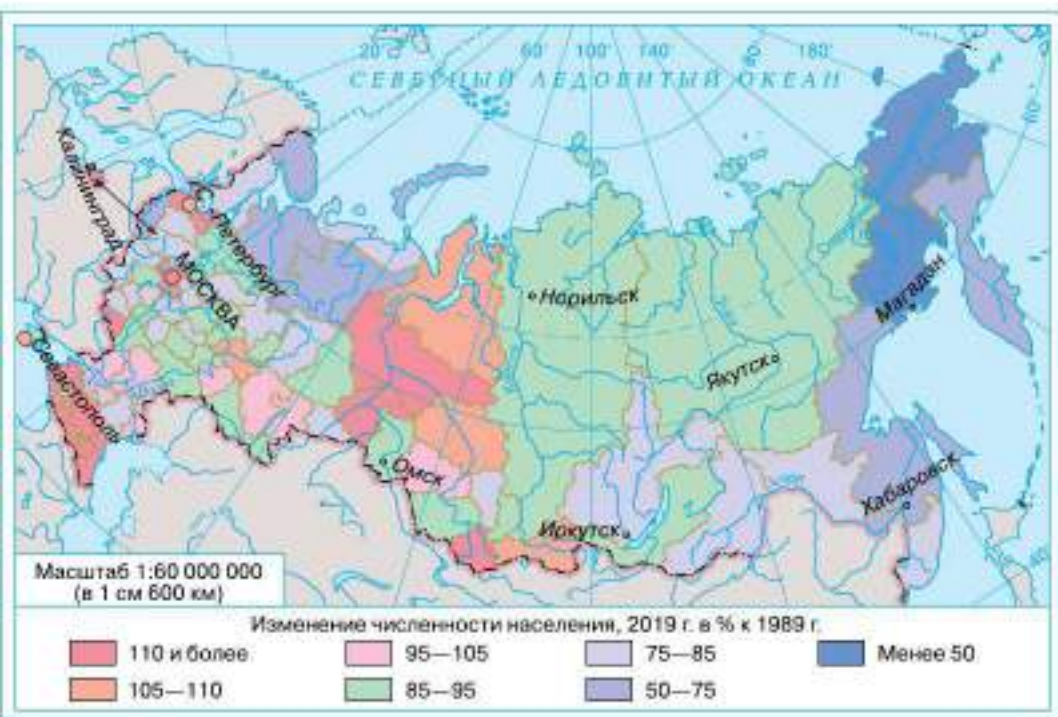 20°
60°
100°
140°
180°
СЕВЕРНЫЙ ЛЕДОВИТЫЙ ОКЕАН
Калининград
С.-Петербург
МОСКВА
Севастополь
Норильск
Якутск
Магадан
Омск
Иркутск
Хабаровск
Масштаб 1:60 000 000
(в 1 см 600 км)
Изменение численности населения, 2019 г. в % к 1989 г.
110 и более
95—105
75—85
Менее 50
105—110
85—95
50—75